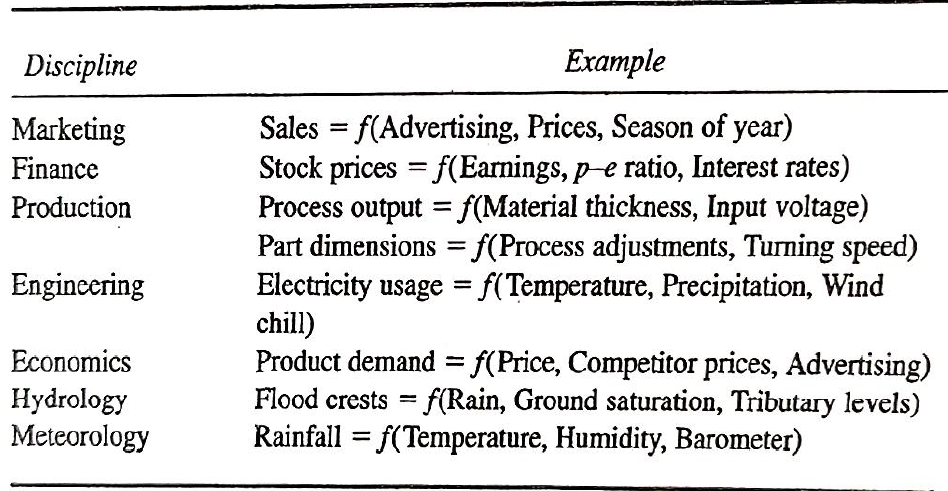 Discipline Example
Marketing Sales = f(Advertising, Prices, Season of year)
Finance Stock prices = f(Earnings, p–e ratio, Interest rates)
Production Process output = f(Material thickness, Input voltage)
Part dimensions = f(Process adjustments, Turning speed)
Engineering Electricity usage = f(Temperature, Precipitation, Wind
chill)
Economics Product demand = f(Price, Competitor prices, Advertising)
Hydrology Flood crests = f(Rain, Ground saturation, Tributary levels)
Meteorology Rainfall = f(Temperature, Humidity, Barometer)